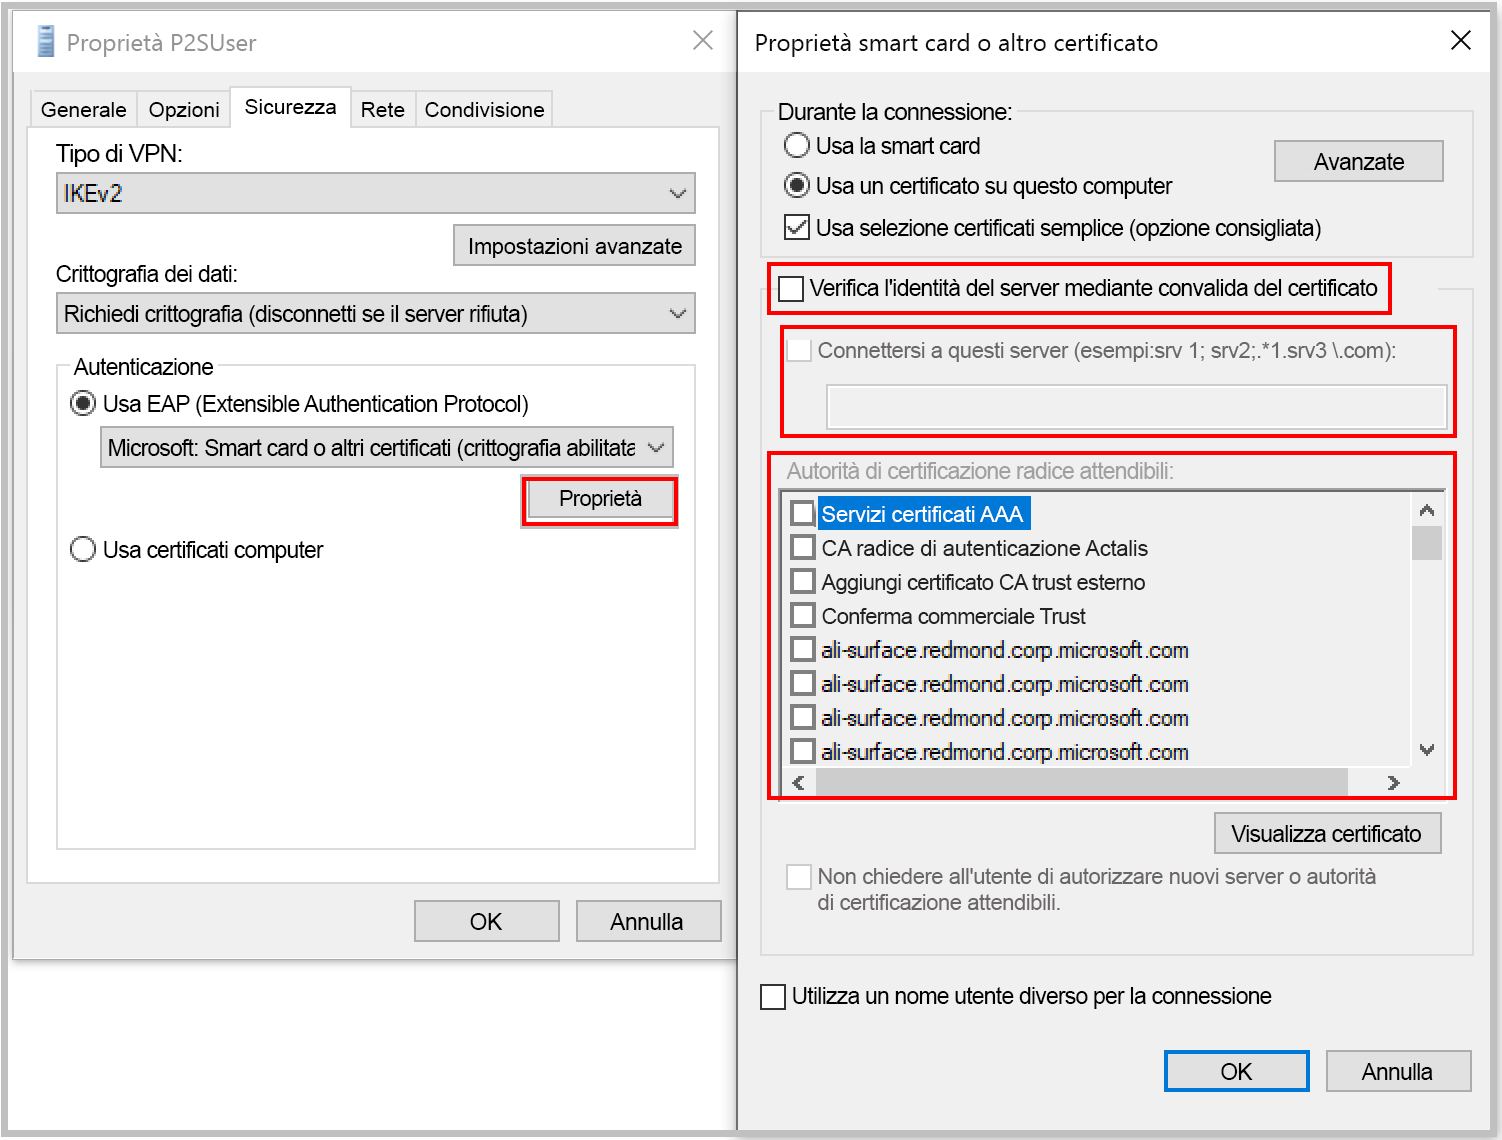 Proprietà P2SUser
Generale
Opzioni
Sicurezza
Rete
Condivisione
Tipo di VPN:
IKEv2
Impostazioni avanzate
Crittografia dei dati:
Richiedi crittografia (disconnetti se il server rifiuta)
Autenticazione
Usa EAP (Extensible Authentication Protocol)
Microsoft: Smart card o altri certificati (crittografia abilitata
Proprietà
Usa certificati computer
OK
Annulla
Proprietà smart card o altro certificato
Durante la connessione:
Usa la smart card
Avanzate
Usa un certificato su questo computer
Usa selezione certificati semplice (opzione consigliata)
Verifica l'identità del server mediante convalida del certificato
Connettersi a questi server (esempi:srv 1; srv2;.*1.srv3 \.com):
Autorità di certificazione radice attendibili:
Servizi certificati AAA
CA radice di autenticazione Actalis
Aggiungi certificato CA trust esterno
Conferma commerciale Trust
ali-surface.redmond.corp.microsoft.com
ali-surface.redmond.corp.microsoft.com
ali-surface.redmond.corp.microsoft.com
ali-surface.redmond.corp.microsoft.com
Visualizza certificato
Non chiedere all'utente di autorizzare nuovi server o autorità
di certificazione attendibili.
Utilizza un nome utente diverso per la connessione
OK
Annulla